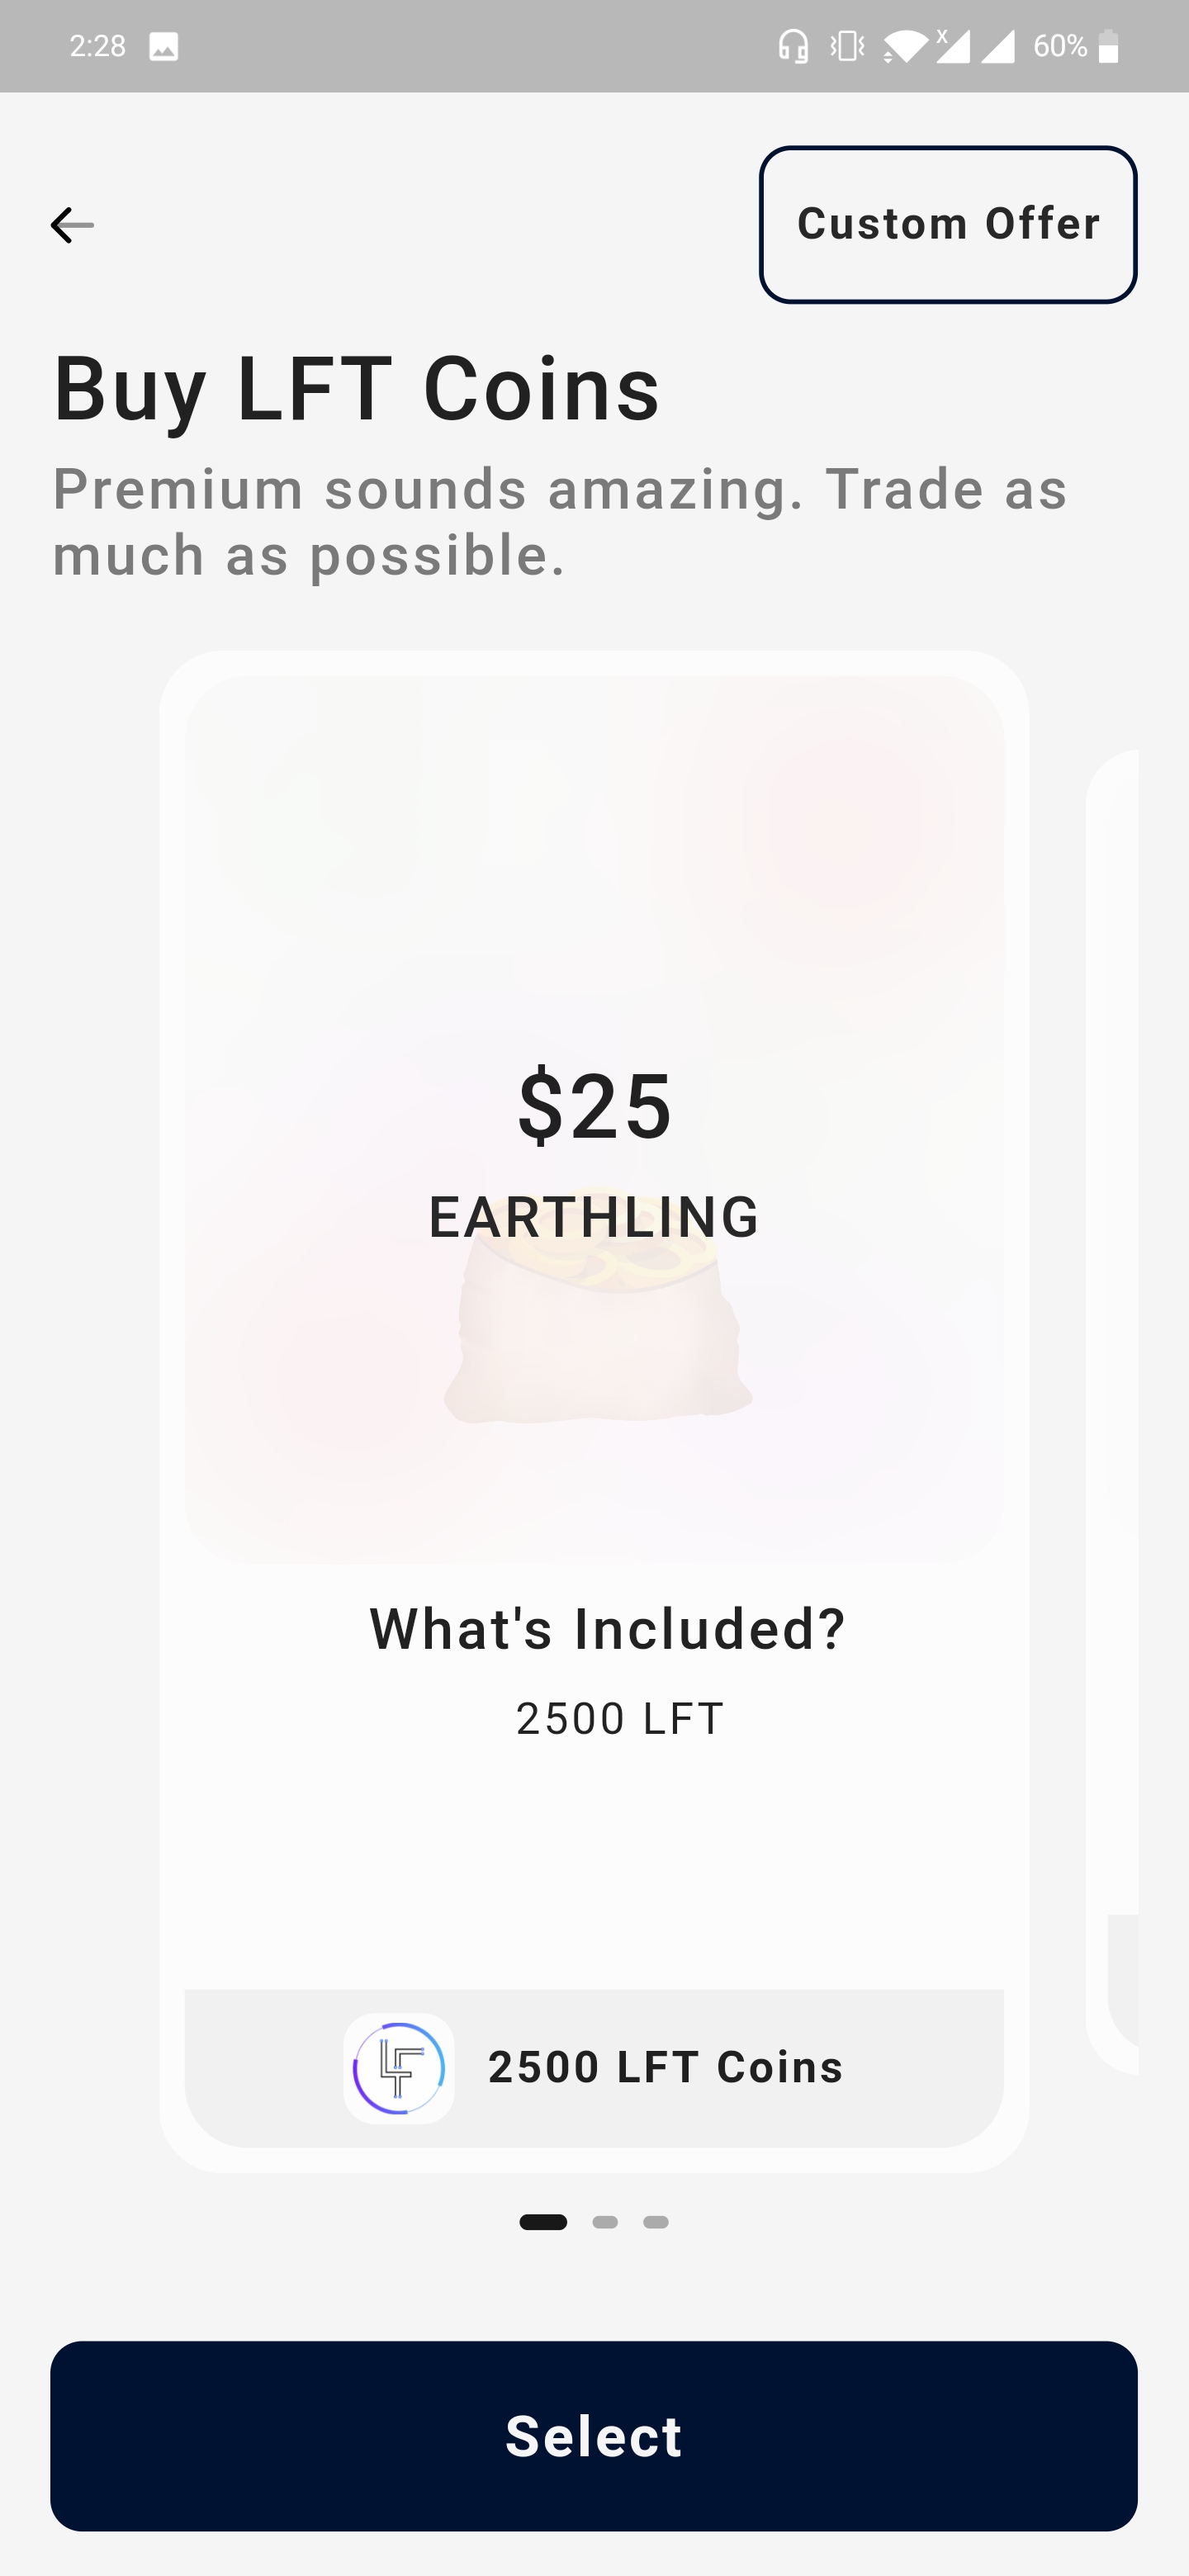 2:28
60%
Custom Offer
Buy LFT Coins
Premium sounds amazing. Trade as
much as possible.
$25
EARTHLING
What's Included?
2500 LFT
2500 LFT Coins
Select